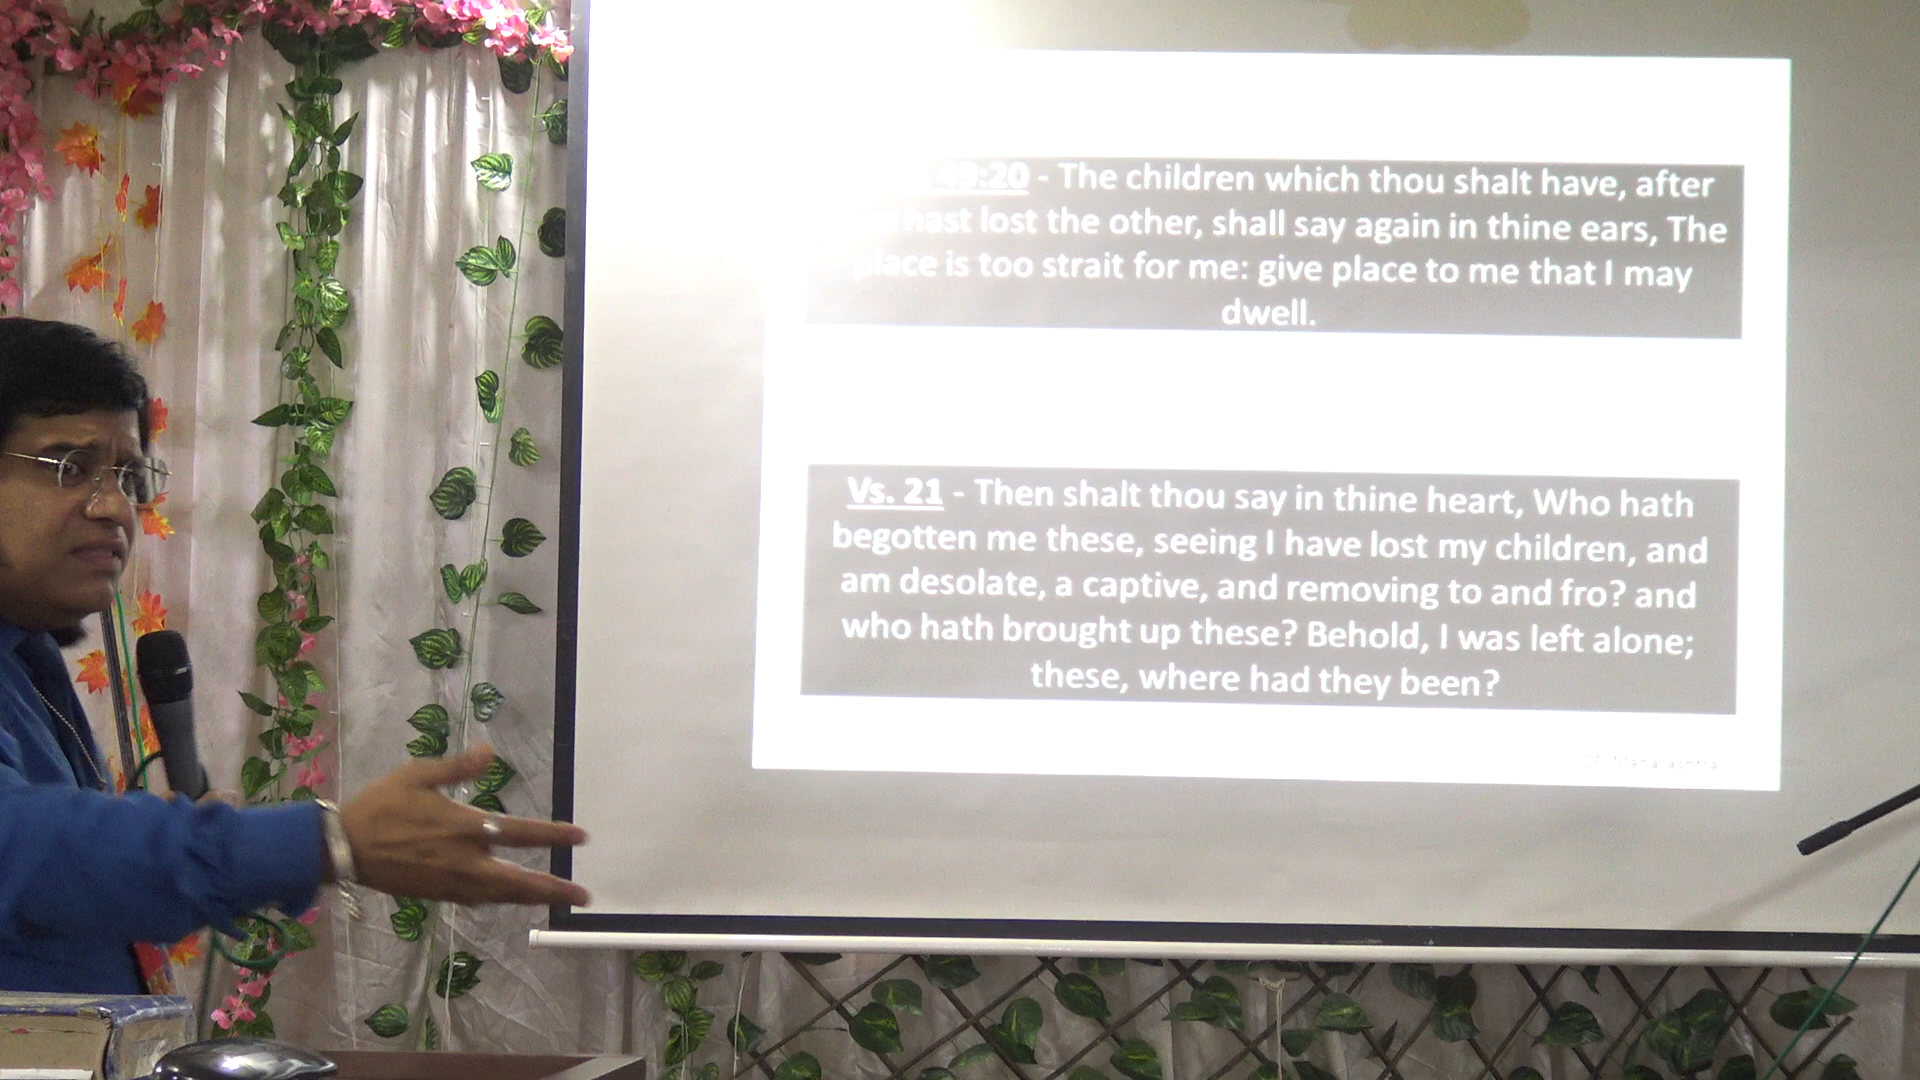 49:20 - The children which thou shalt have, after
hast lost the other, shall say again in thine ears, The
place is too strait for me: give place to me that I may
dwell.
Vs. 21 - Then shalt thou say in thine heart, Who hath
begotten me these, seeing I have lost my children, and
am desolate, a captive, and removing to and fro? and
who hath brought up these? Behold, I was left alone;
these, where had they been?